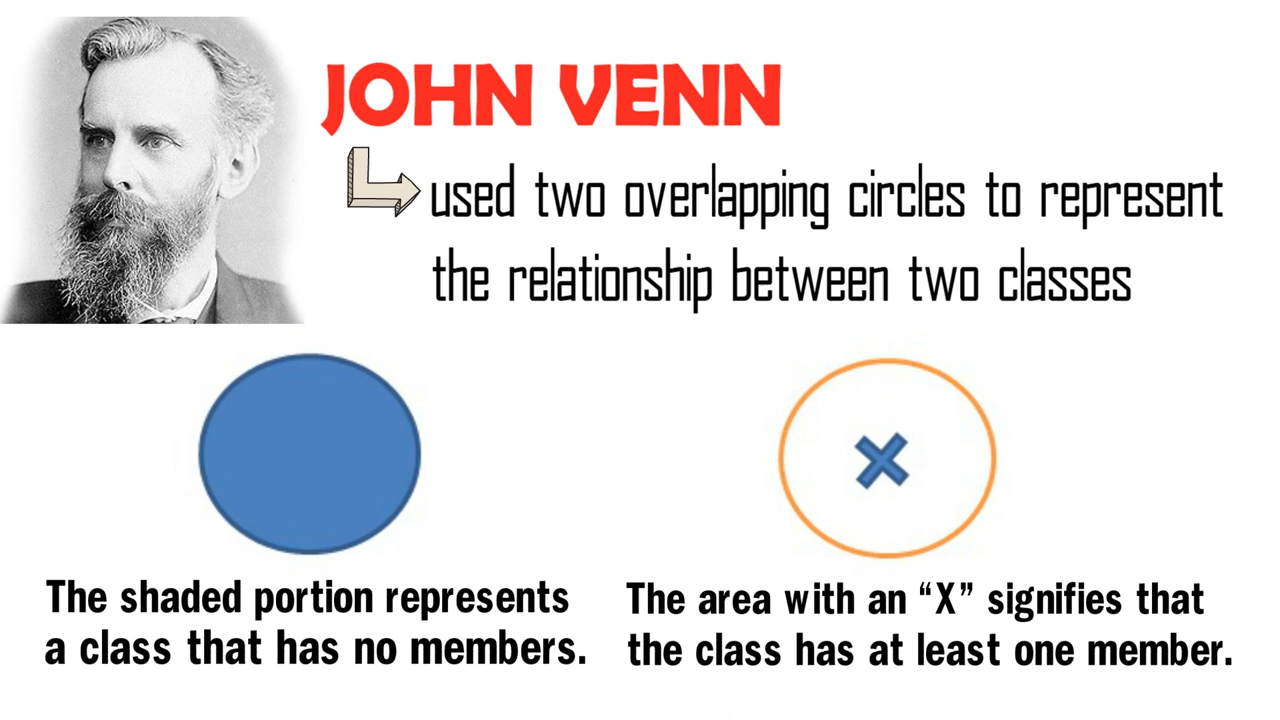 JOHN VENN
used two overlapping circles to represent
the relationship between two classes
The shaded portion represents
a class that has no members.
The area with an “X” signifies that
the class has at least one member.